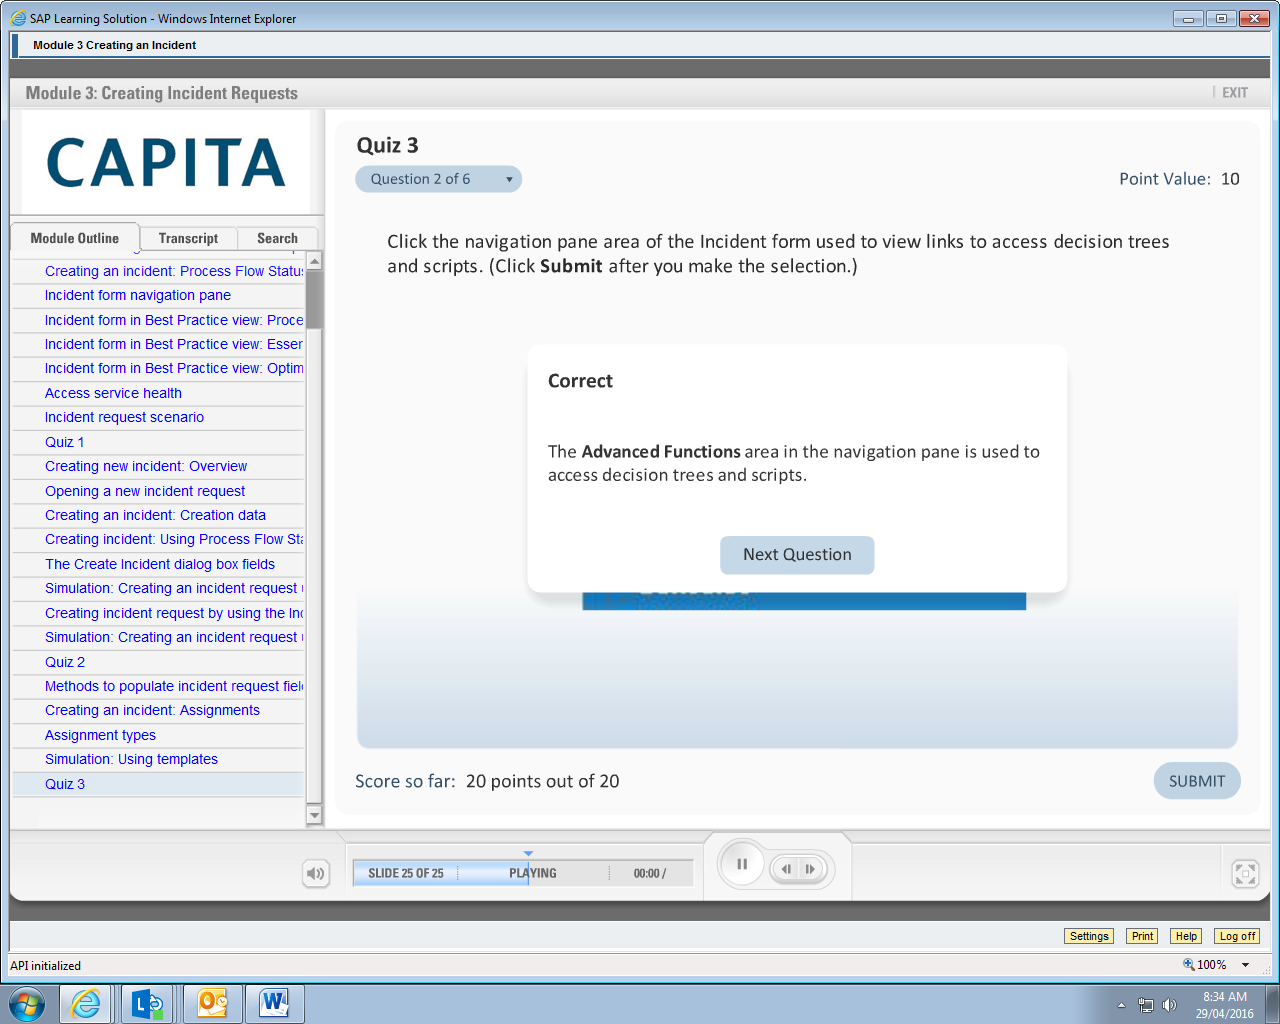 SAP Learning Solution - Windows Internet Explorer
Module 3 Creating an Incident
Module 3: Creating Incident Requests
EXIT
CAPITA
Module Outline
Transcript
Search
Creating an incident: Process Flow Status
Incident form navigation pane
Incident form in Best Practice view: Proce
Incident form in Best Practice view: Essen
Incident form in Best Practice view: Optim
Access service health
Incident request scenario
Quiz 1
Creating new incident: Overview
Opening a new incident request
Creating an incident: Creation data
Creating incident: Using Process Flow Sta
The Create Incident dialog box fields
Simulation: Creating an incident request u
Creating incident request by using the Inc
Simulation: Creating an incident request u
Quiz 2
Methods to populate incident request field
Creating an incident: Assignments
Assignment types
Simulation: Using templates
Quiz 3
Quiz 3
Question 2 of 6
Point Value: 10
Click the navigation pane area of the Incident form used to view links to access decision trees
and scripts. (Click Submit after you make the selection.)
Correct
The Advanced Functions area in the navigation pane is used to
access decision trees and scripts.
Next Question
Score so far: 20 points out of 20
SUBMIT
SLIDE 25 OF 25
PLAYING
00:00 /
Settings
Print
Help
Log off
API initialized
100%
8:34 AM
29/04/2016